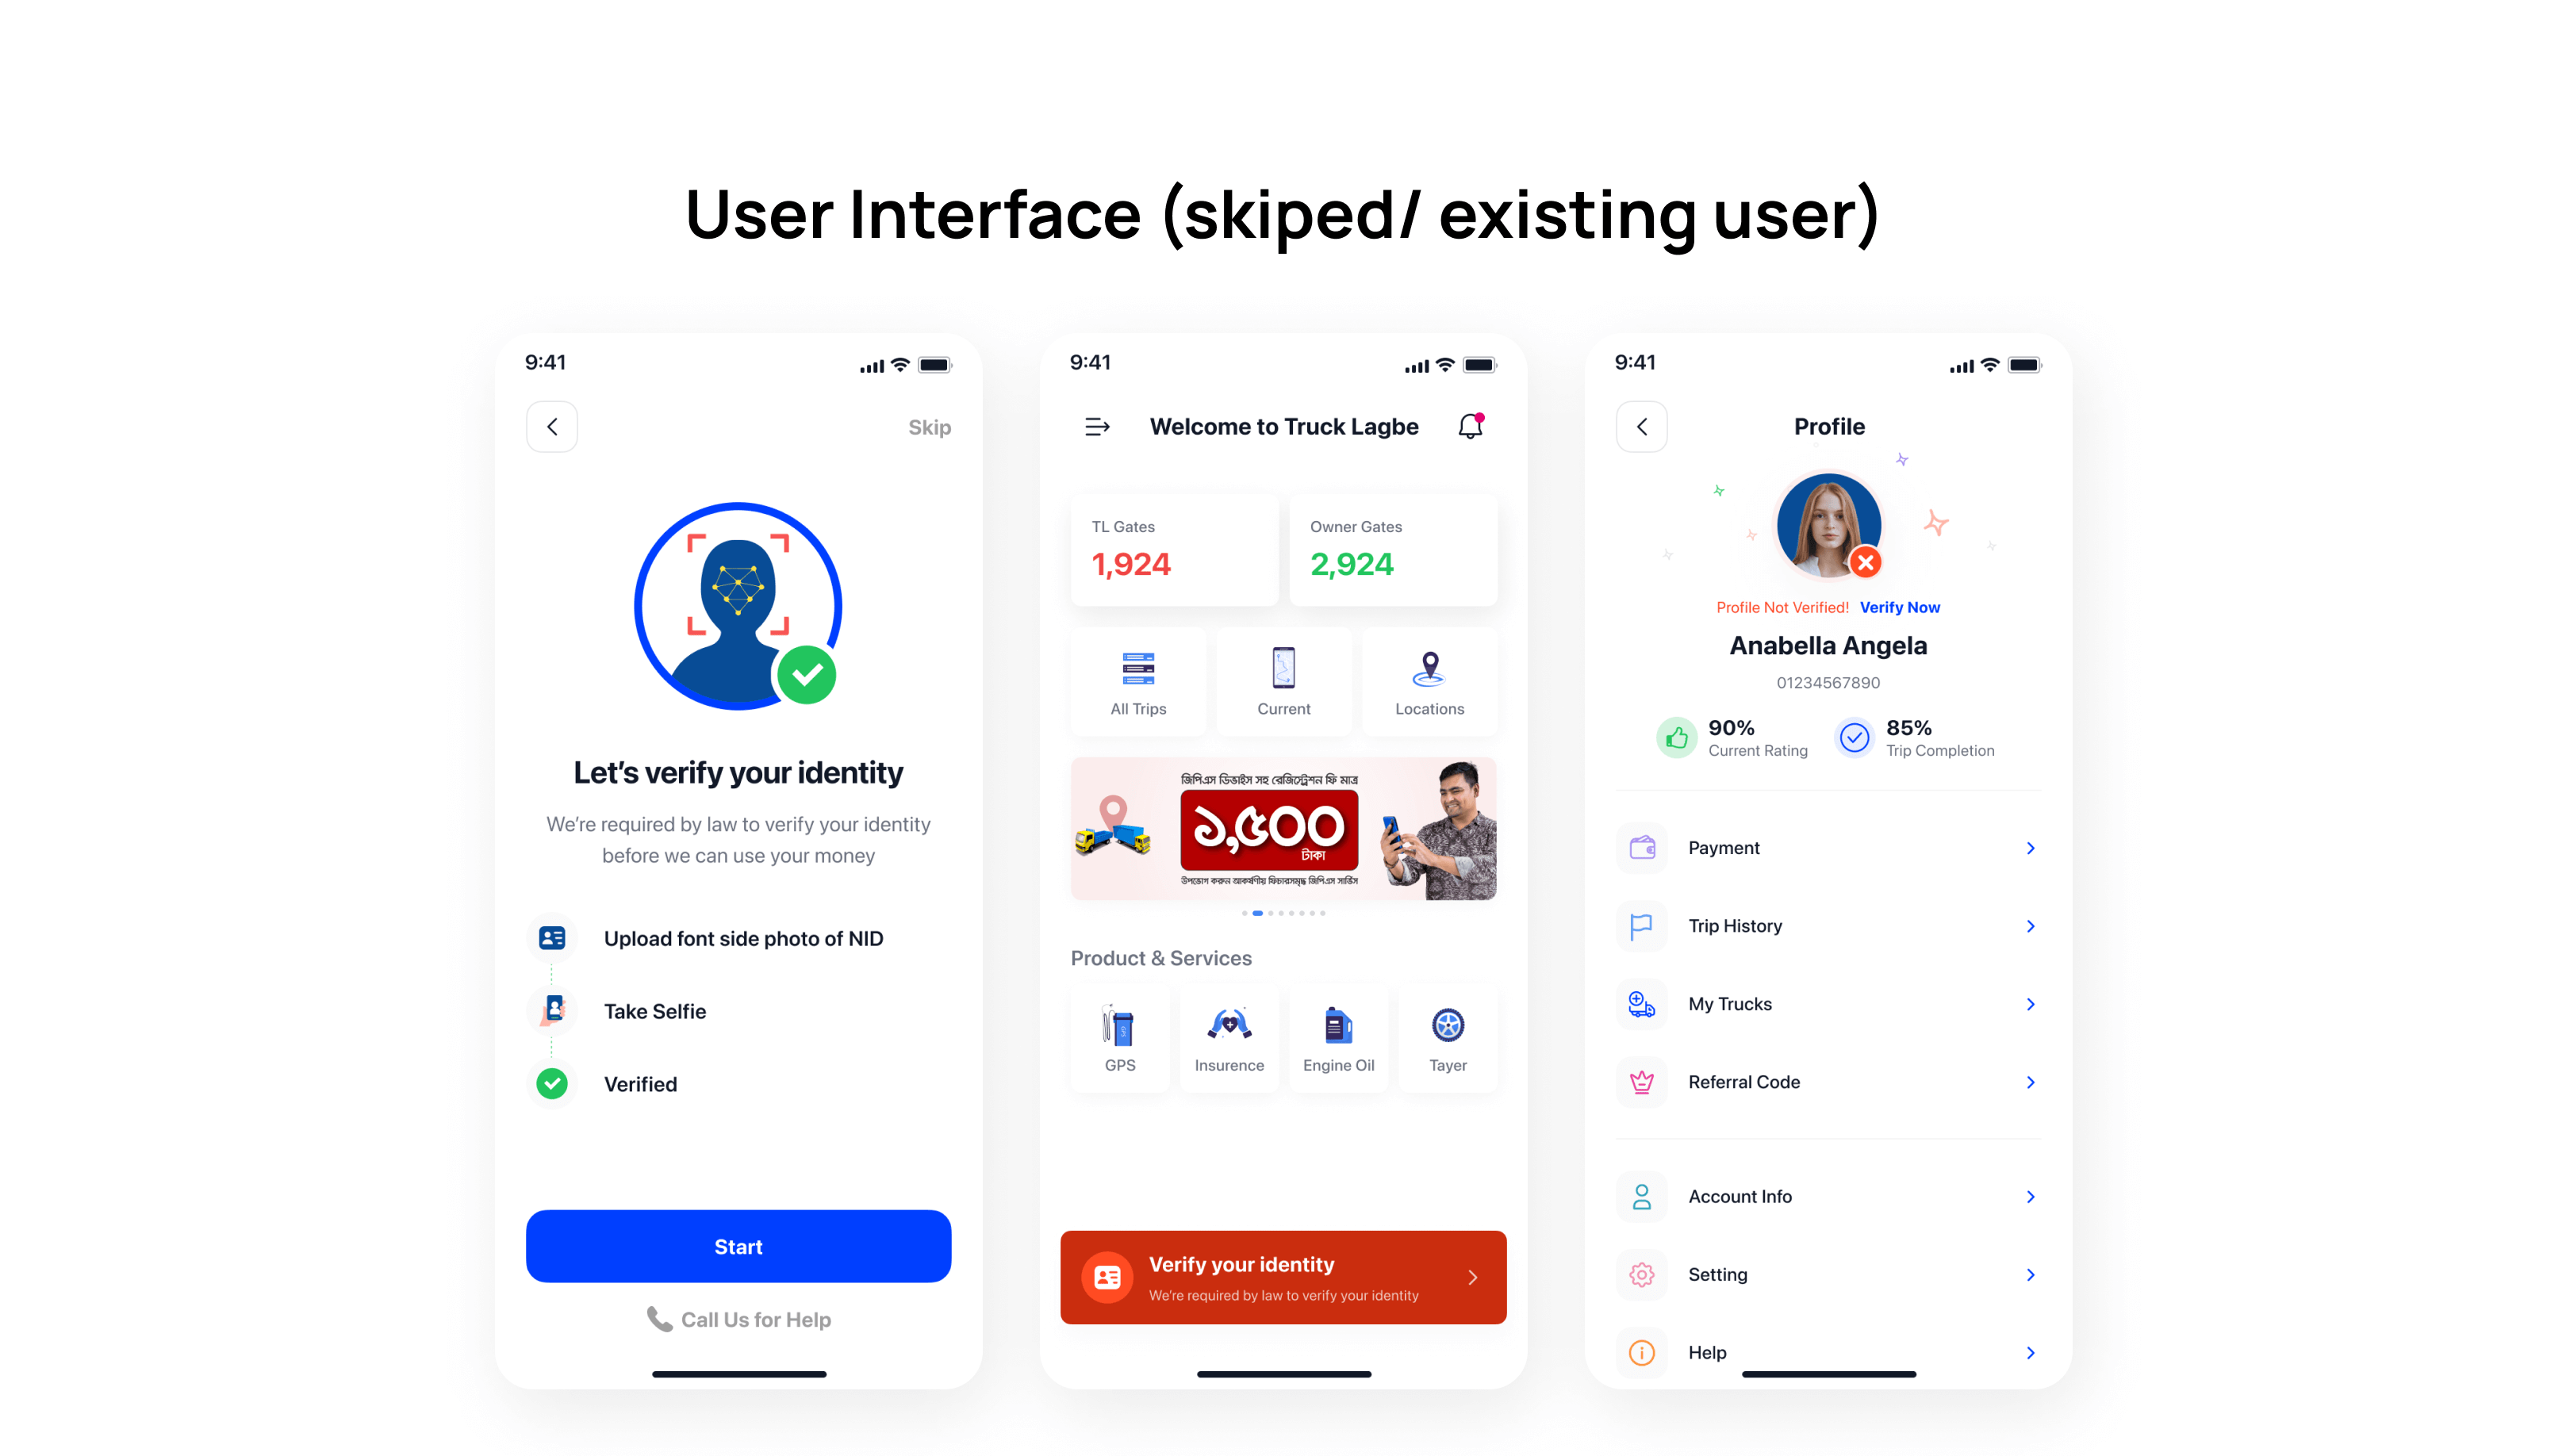 User Interface (skiped/ existing user)
9:41
Skip
Let's verify your identity
We're required by law to verify your identity
before we can use your money
Upload font side photo of NID
Take Selfie
Verified
Start
Call Us for Help
9:41
Welcome to Truck Lagbe
TL Gates
1,924
Owner Gates
2,924
All Trips
Current
Locations
জিপিএস ডিভাইস সহ রেজিস্ট্রেশন ফি মাত্র
১,৫০০
টাকা
উপভোগ করুন আকর্ষণীয় ফিচারসমৃদ্ধ জিপিএস সার্ভিস
Product & Services
GPS
Insurence
Engine Oil
Tayer
Verify your identity
We're required by law to verify your identity
9:41
Profile
Profile Not Verified! Verify Now
Anabella Angela
01234567890
90%
Current Rating
85%
Trip Completion
Payment
Trip History
My Trucks
Referral Code
Account Info
Setting
Help